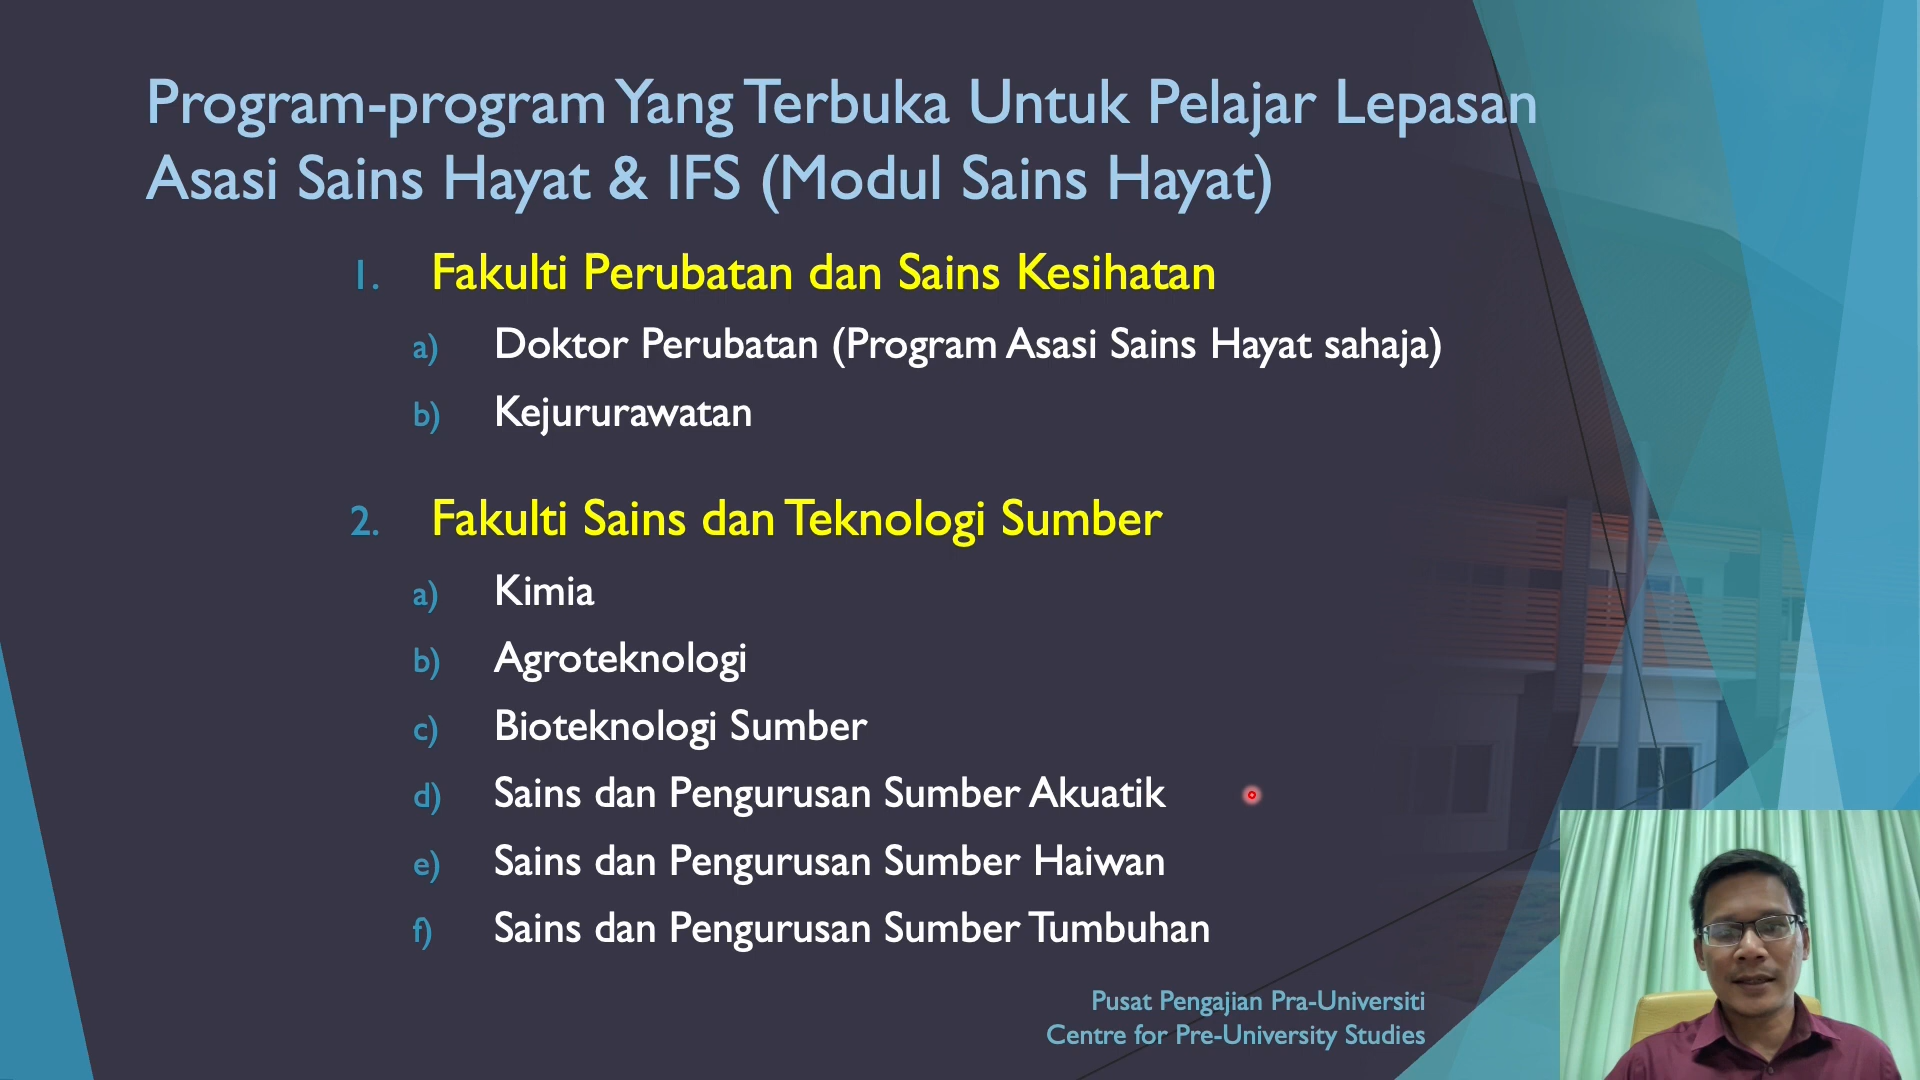 Program-program Yang Terbuka Untuk Pelajar Lepasan
Asasi Sains Hayat & IFS (Modul Sains Hayat)
1. Fakulti Perubatan dan Sains Kesihatan
a) Doktor Perubatan (Program Asasi Sains Hayat sahaja)
b) Kejururawatan
2. Fakulti Sains dan Teknologi Sumber
a) Kimia
b) Agroteknologi
c) Bioteknologi Sumber
d) Sains dan Pengurusan Sumber Akuatik
e) Sains dan Pengurusan Sumber Haiwan
f) Sains dan Pengurusan Sumber Tumbuhan
Pusat Pengajian Pra-Universiti
Centre for Pre-University Studies